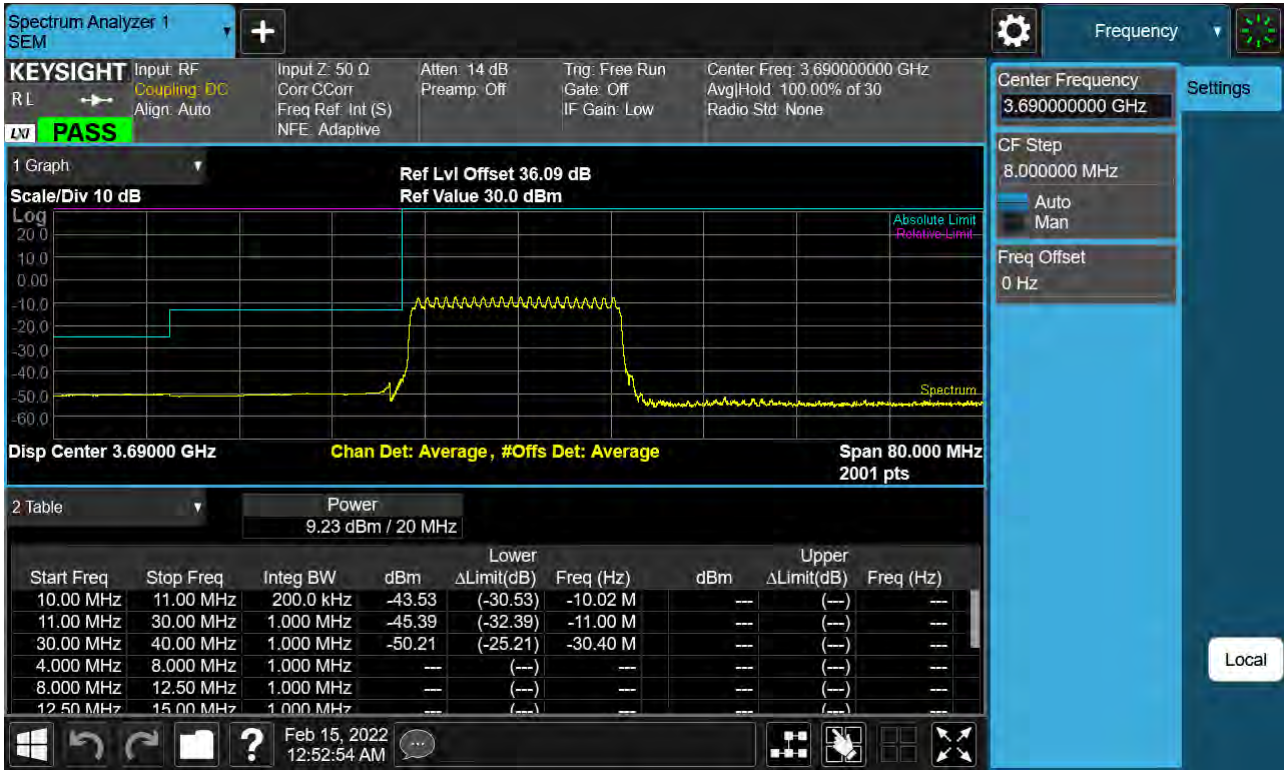 Spectrum Analyzer 1
SEM
Frequency
KEYSIGHT
Input: RF
Coupling: DC
Align: Auto
Input Z: 50 Ω
Corr CCorr
Freq Ref: Int (S)
NFE: Adaptive
Atten: 14 dB
Preamp: Off
Trig: Free Run
Gate: Off
IF Gain: Low
Center Freq: 3.690000000 GHz
Avg|Hold: 100.00% of 30
Radio Std: None
R L
LXI PASS
Center Frequency
3.690000000 GHz
Settings
CF Step
8.000000 MHz
Auto
Man
Freq Offset
0 Hz
1 Graph
Ref Lvl Offset 36.09 dB
Scale/Div 10 dB
Ref Value 30.0 dBm
Log
Absolute Limit
Relative Limit
20.0
10.0
0.00
-10.0
-20.0
-30.0
-40.0
-50.0
-60.0
Spectrum
Disp Center 3.69000 GHz
Chan Det: Average, #Offs Det: Average
Span 80.000 MHz
2001 pts
2 Table
Power
9.23 dBm / 20 MHz
Lower Upper
Start Freq Stop Freq Integ BW dBm ΔLimit(dB) Freq (Hz) dBm ΔLimit(dB) Freq (Hz)
10.00 MHz 11.00 MHz 200.0 kHz -43.53 (-30.53) -10.02 M --- (---) ---
11.00 MHz 30.00 MHz 1.000 MHz -45.39 (-32.39) -11.00 M --- (---) ---
30.00 MHz 40.00 MHz 1.000 MHz -50.21 (-25.21) -30.40 M --- (---) ---
4.000 MHz 8.000 MHz 1.000 MHz --- (---) --- --- (---) ---
8.000 MHz 12.50 MHz 1.000 MHz --- (---) --- --- (---) ---
12.50 MHz 15.00 MHz 1.000 MHz --- (---) --- --- (---) ---
Local
?
Feb 15, 2022
12:52:54 AM